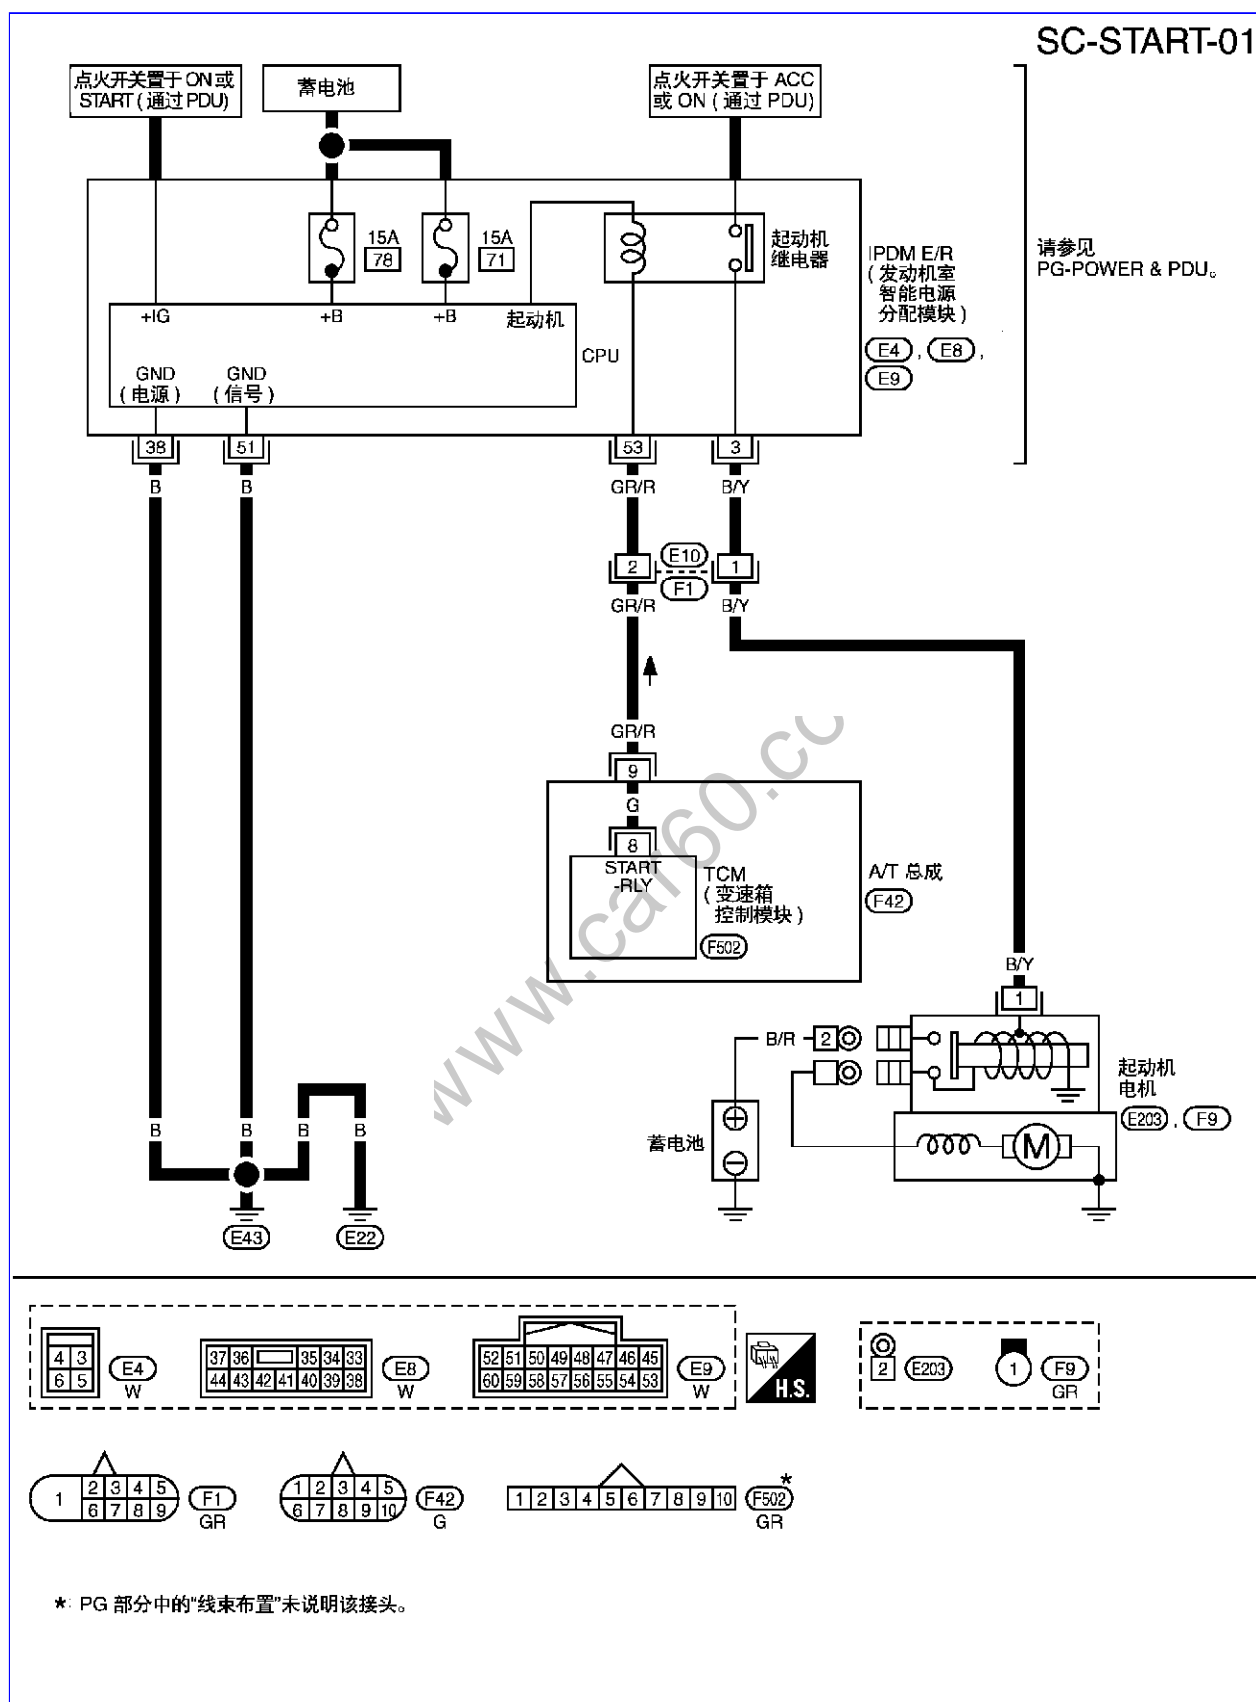 SC-START-01
点火开关置于 ON 或
START ( 通过 PDU)
蓄电池
点火开关置于 ACC
或 ON ( 通过 PDU)
15A
78
15A
71
起动机
继电器
IPDM E/R
( 发动机室
智能电源
分配模块 )
E4 , E8 ,
E9
请参见
PG-POWER & PDU。
+IG
+B
+B
起动机
CPU
GND
( 电源 )
GND
( 信号 )
38
51
53
3
B
B
GR/R
B/Y
2
E10
F1
1
GR/R
B/Y
GR/R
9
G
8
START
-RLY
TCM
( 变速箱
控制模块 )
F502
A/T 总成
F42
www.car60.co
B/Y
1
B/R
2
起动机
电机
E203 , F9
M
蓄电池
B
B
B
B
E43
E22
4 3
6 5
E4
W
37 36 35 34 33
44 43 42 41 40 39 38
E8
W
52 51 50 49 48 47 46 45
60 59 58 57 56 55 54 53
E9
W
H.S.
2
E203
1
F9
GR
1
2 3 4 5
6 7 8 9
F1
GR
1 2 3 4 5
6 7 8 9 10
F42
G
1 2 3 4 5 6 7 8 9 10
*
F502
GR
*: PG 部分中的“线束布置”未说明该接头。